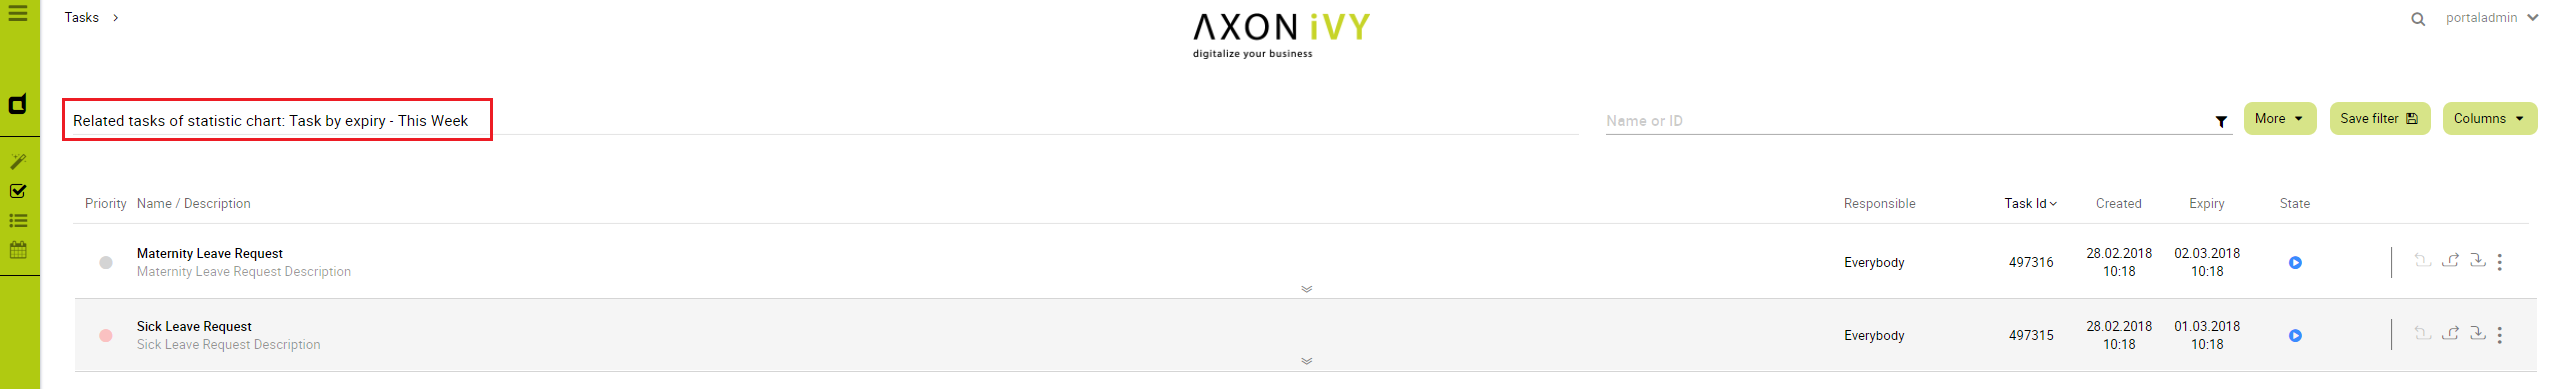 Tasks
AXON iVY
digitalize your business
portaladmin
Related tasks of statistic chart: Task by expiry - This Week
Name or ID
More
Save filter
Columns
Priority Name / Description Responsible Task Id Created Expiry State
Maternity Leave Request
Maternity Leave Request Description
Everybody 497316
28.02.2018 02.03.2018
10:18 10:18
Sick Leave Request
Sick Leave Request Description
Everybody 497315
28.02.2018 01.03.2018
10:18 10:18